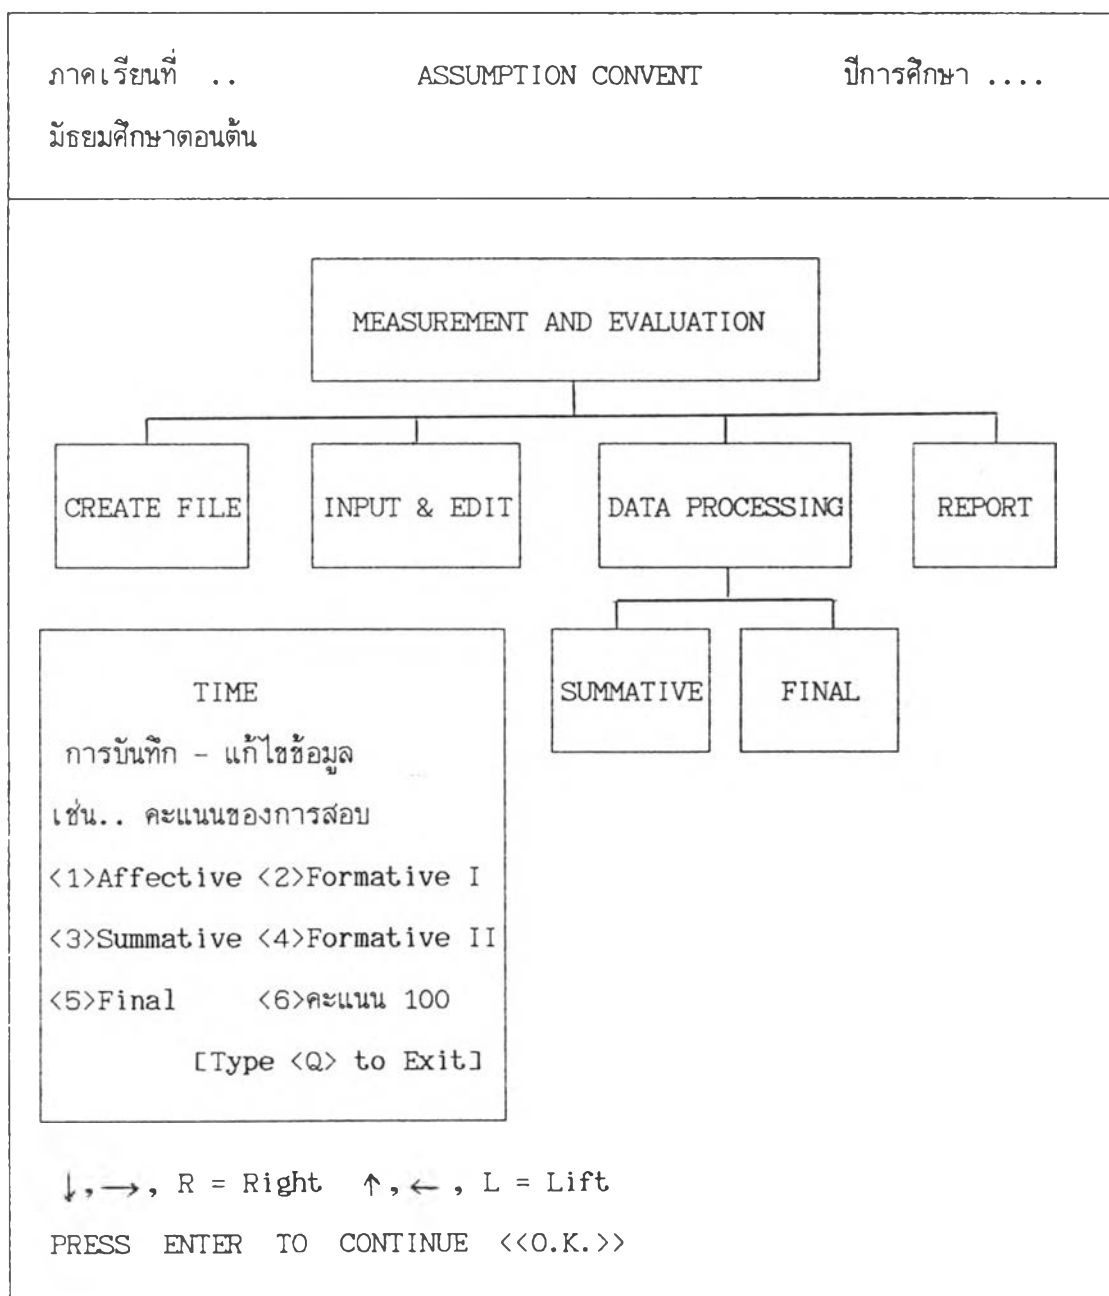 ภาคเรียนที่ .. ASSUMPTION CONVENT ปีการศึกษา ....
มัธยมศึกษาตอนต้น
MEASUREMENT AND EVALUATION
CREATE FILE INPUT & EDIT DATA PROCESSING REPORT
SUMMATIVE FINAL
TIME
การบันทึก - แก้ไขข้อมูล
เช่น.. คะแนนของการสอบ
<1>Affective <2>Formative I
<3>Summative <4>Formative II
<5>Final <6>คะแนน 100
[Type <Q> to Exit]
↓,→, R = Right ↑,←, L = Lift
PRESS ENTER TO CONTINUE <<O.K.>>